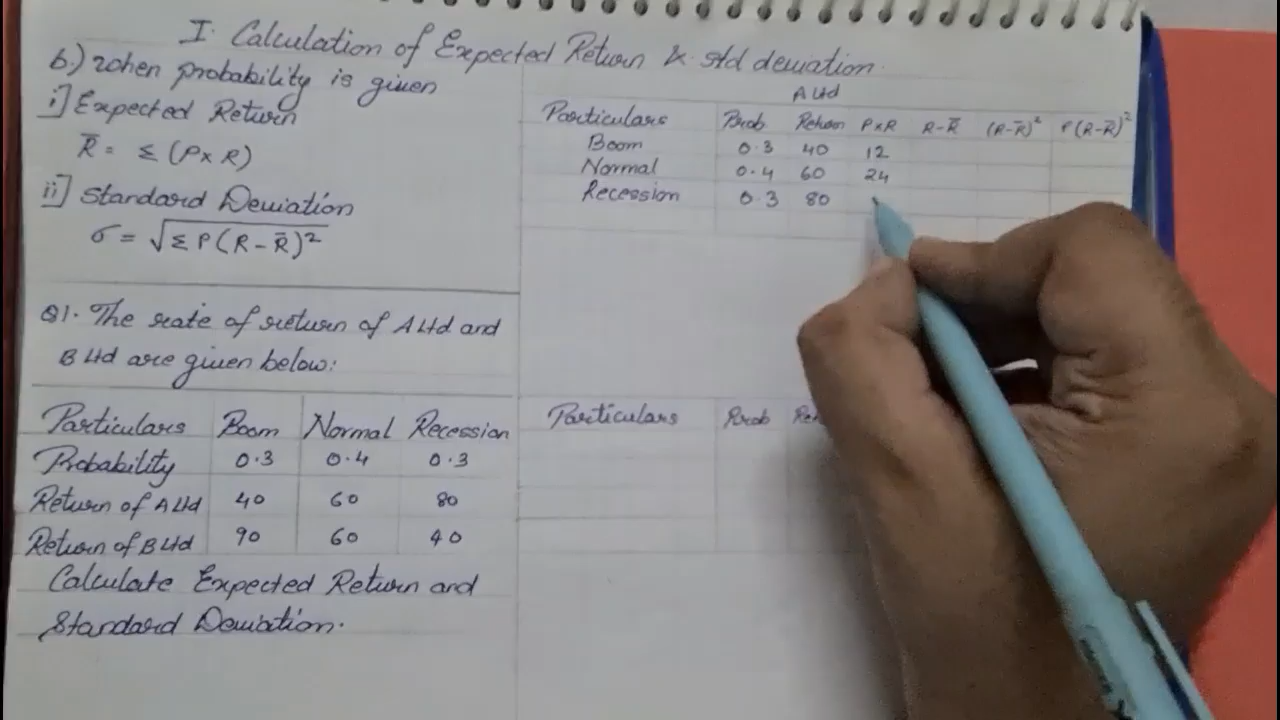 I. Calculation of Expected Return & std deviation.
b.) when probability is given
i] Expected Return
R̄ = Σ (P x R)
ii] Standard Deviation
σ = √Σ P(R-R̄)²
Q1. The rate of return of A Ltd and
B Ltd are given below:
Particulars Boom Normal Recession
Probability 0.3 0.4 0.3
Return of A Ltd 40 60 80
Return of B Ltd 90 60 40
Calculate Expected Return and
Standard Deviation.
A Ltd
Particulars Prob Return PxR R-R̄ (R-R̄)² P(R-R̄)²
Boom 0.3 40 12
Normal 0.4 60 24
Recession 0.3 80
Particulars Prob